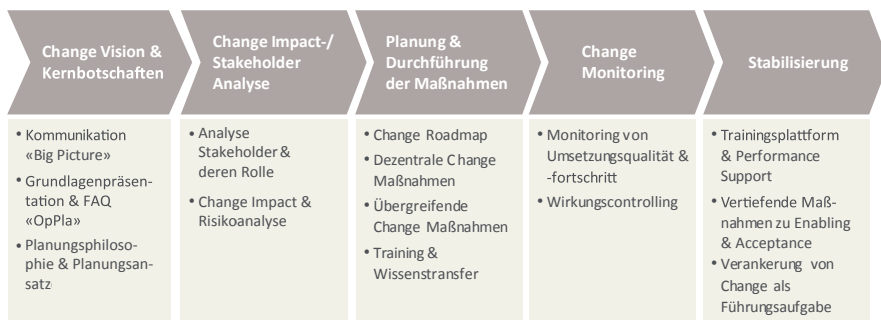 Change Vision &
Kernbotschaften
Change Impact-/
Stakeholder
Analyse
Planung &
Durchführung
der Maßnahmen
Change
Monitoring
Stabilisierung
• Kommunikation
«Big Picture»
• Grundlagenpräsen-
tation & FAQ
«OpPla»
• Planungsphiloso-
phie & Planungsan-
satz
• Analyse
Stakeholder &
deren Rolle
• Change Impact &
Risikoanalyse
• Change Roadmap
• Dezentrale Change
Maßnahmen
• Übergreifende
Change Maßnahmen
• Training &
Wissenstransfer
• Monitoring von
Umsetzungsqualität &
-fortschritt
• Wirkungscontrolling
• Trainingsplattform
& Performance
Support
• Vertiefende Maß-
nahmen zu Enabling
& Acceptance
• Verankerung von
Change als
Führungsaufgabe